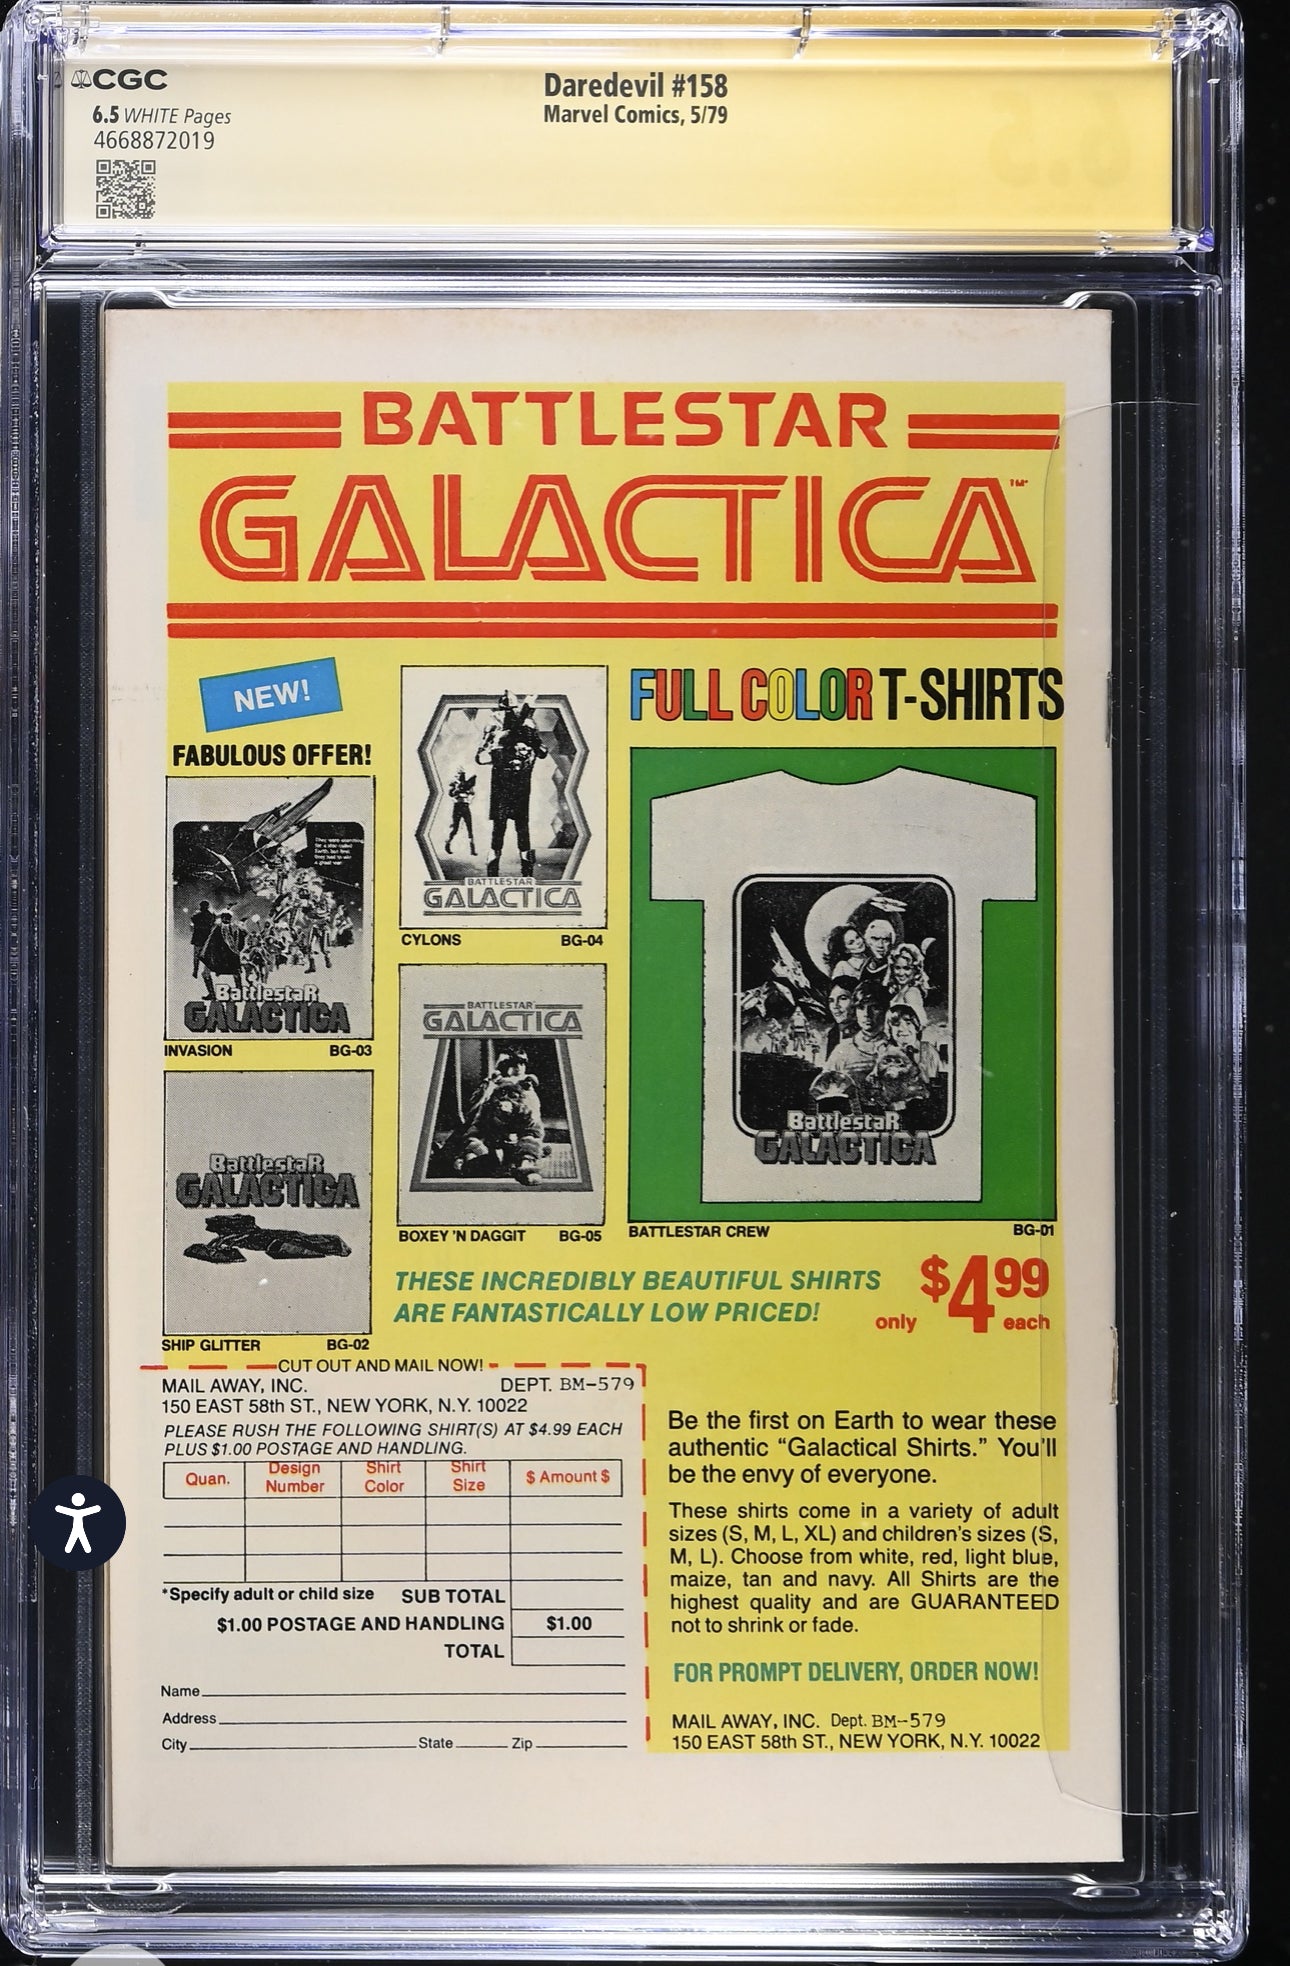 CGC
6.5 WHITE Pages
4668872019
Daredevil #158
Marvel Comics, 5/79
BATTLESTAR
GALACTICA™
NEW!
FABULOUS OFFER!
FULL COLOR T-SHIRTS
BATTLESTAR
GALACTICA
CYLONS BG-04
Battlestar
GALACTICA
INVASION BG-03
BATTLESTAR
GALACTICA
BOXEY 'N DAGGIT BG-05
Battlestar
GALACTICA
SHIP GLITTER BG-02
Battlestar
GALACTICA
BATTLESTAR CREW BG-01
THESE INCREDIBLY BEAUTIFUL SHIRTS
ARE FANTASTICALLY LOW PRICED!
only $4.99 each
CUT OUT AND MAIL NOW!
MAIL AWAY, INC. DEPT. BM-579
150 EAST 58th ST., NEW YORK, N.Y. 10022
PLEASE RUSH THE FOLLOWING SHIRT(S) AT $4.99 EACH
PLUS $1.00 POSTAGE AND HANDLING.
Quan. Design Number Shirt Color Shirt Size $ Amount $
*Specify adult or child size SUB TOTAL
$1.00 POSTAGE AND HANDLING $1.00
TOTAL
Name
Address
City State Zip
Be the first on Earth to wear these
authentic “Galactical Shirts.” You'll
be the envy of everyone.
These shirts come in a variety of adult
sizes (S, M, L, XL) and children's sizes (S,
M, L). Choose from white, red, light blue,
maize, tan and navy. All Shirts are the
highest quality and are GUARANTEED
not to shrink or fade.
FOR PROMPT DELIVERY, ORDER NOW!
MAIL AWAY, INC. Dept. BM-579
150 EAST 58th ST., NEW YORK, N.Y. 10022